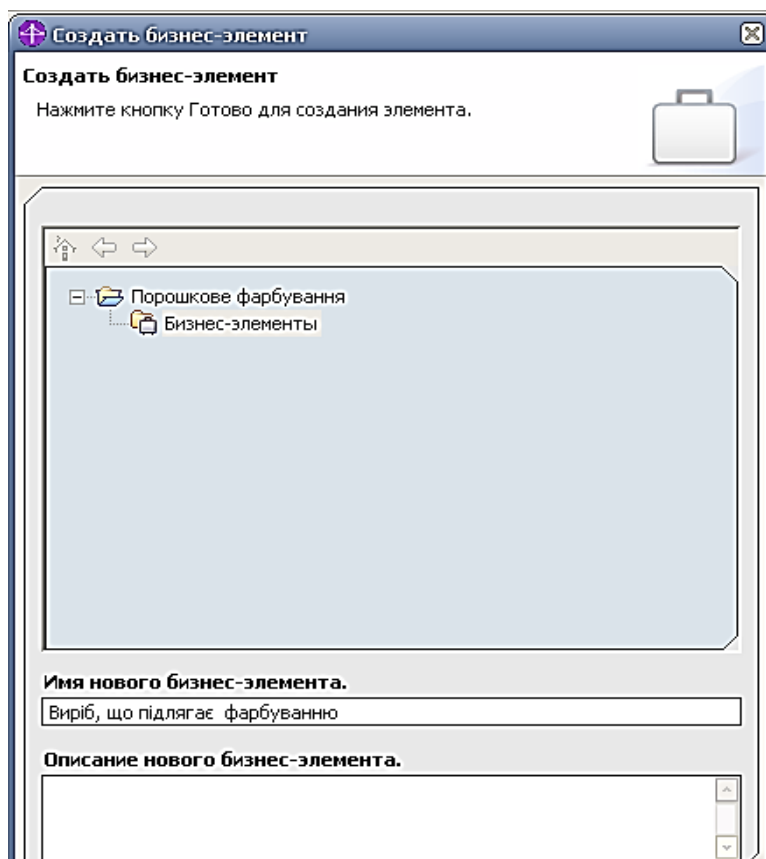 Создать бизнес-элемент
Создать бизнес-элемент
Нажмите кнопку Готово для создания элемента.
Порошкове фарбування
Бизнес-элементы
Имя нового бизнес-элемента.
Виріб, що підлягає  фарбуванню
Описание нового бизнес-элемента.